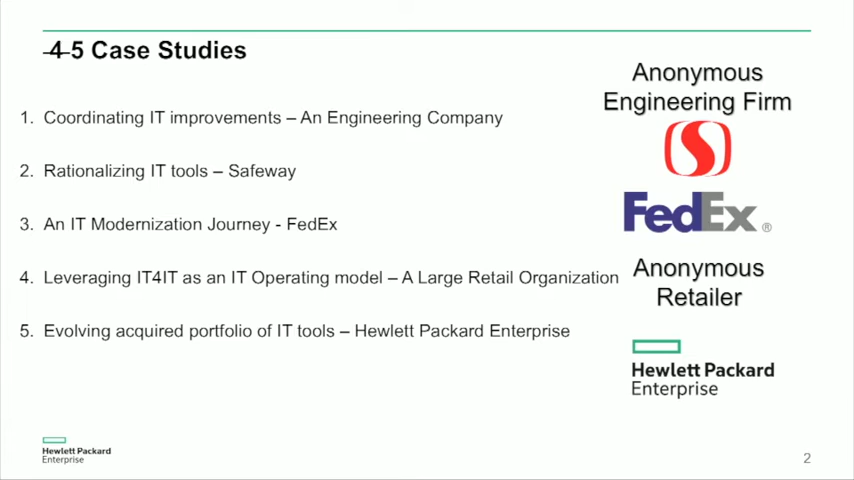 4 5 Case Studies
1. Coordinating IT improvements – An Engineering Company
2. Rationalizing IT tools – Safeway
3. An IT Modernization Journey - FedEx
4. Leveraging IT4IT as an IT Operating model – A Large Retail Organization
5. Evolving acquired portfolio of IT tools – Hewlett Packard Enterprise
Anonymous
Engineering Firm
S
FedEx®
Anonymous
Retailer
Hewlett Packard
Enterprise
Hewlett Packard
Enterprise
2